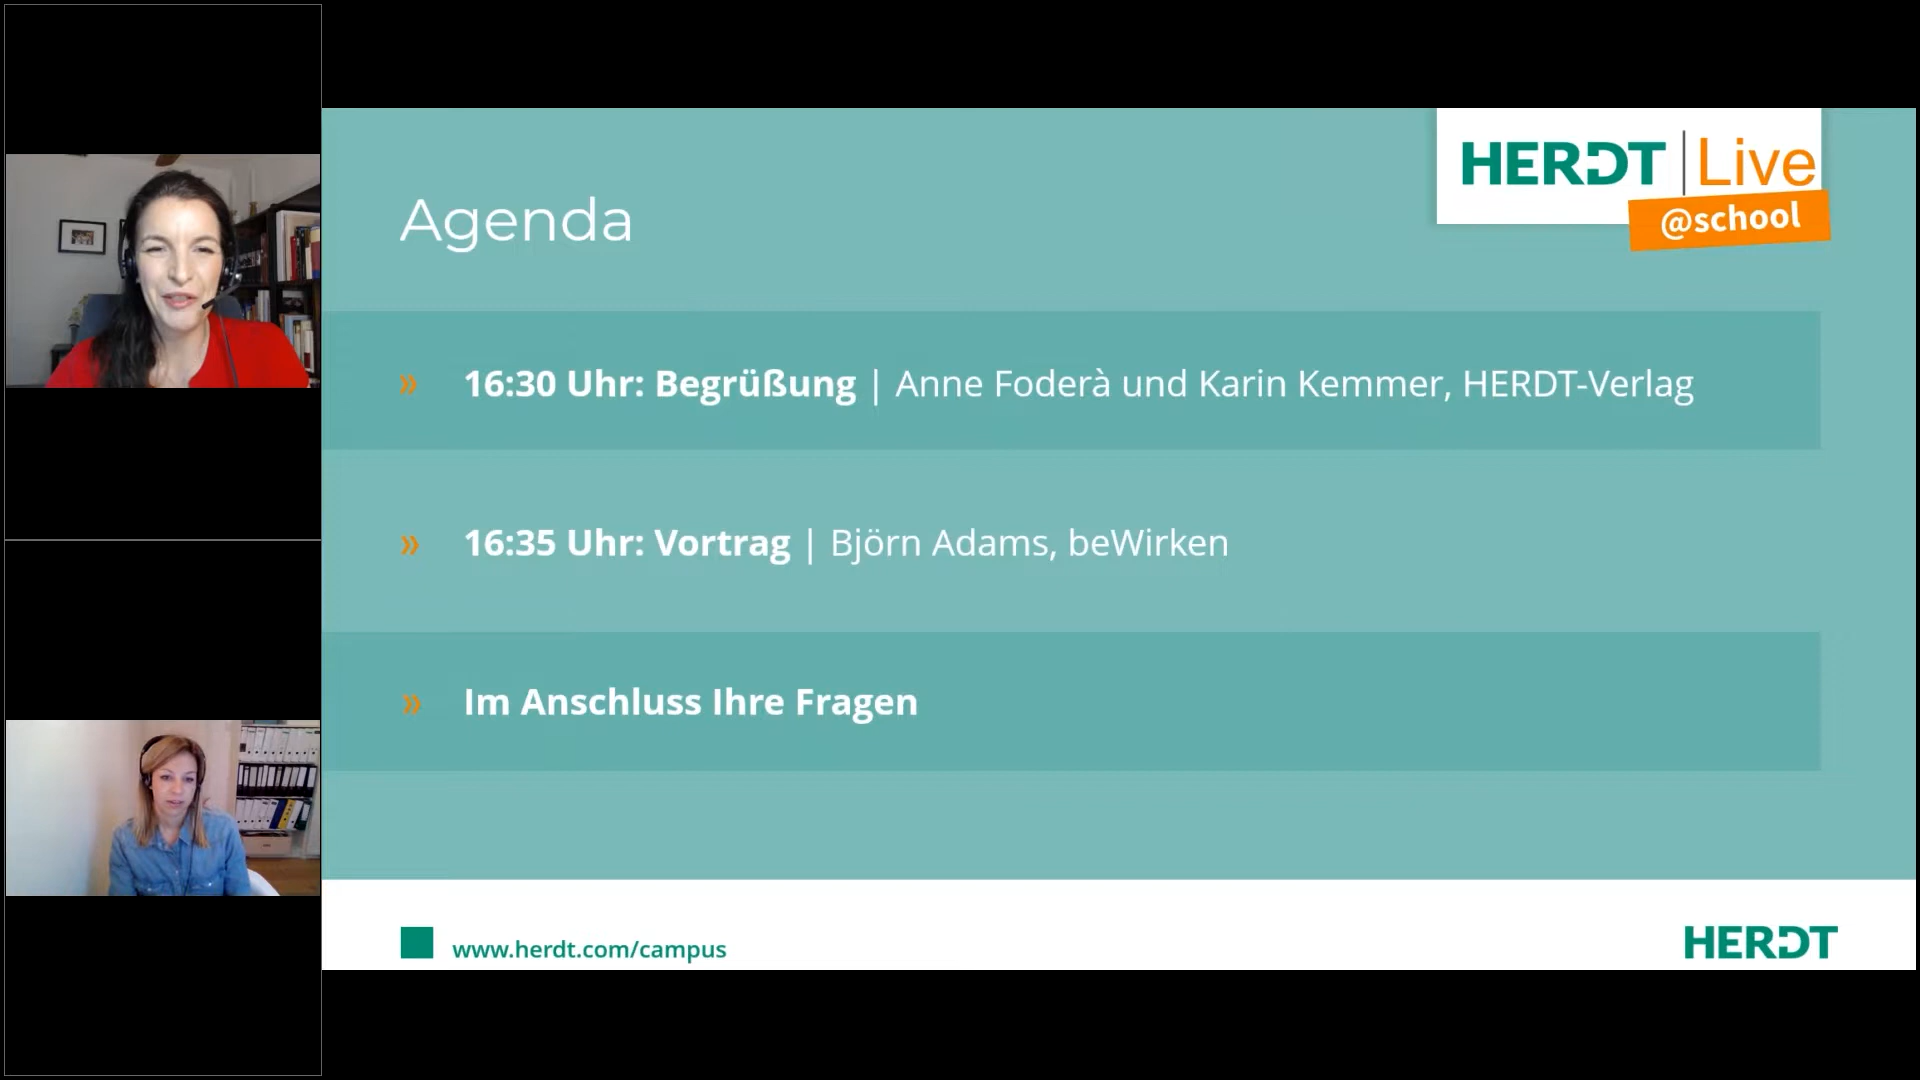 HERDT | Live
@school
Agenda
» 16:30 Uhr: Begrüßung | Anne Foderà und Karin Kemmer, HERDT-Verlag
» 16:35 Uhr: Vortrag | Björn Adams, beWirken
» Im Anschluss Ihre Fragen
www.herdt.com/campus
HERDT